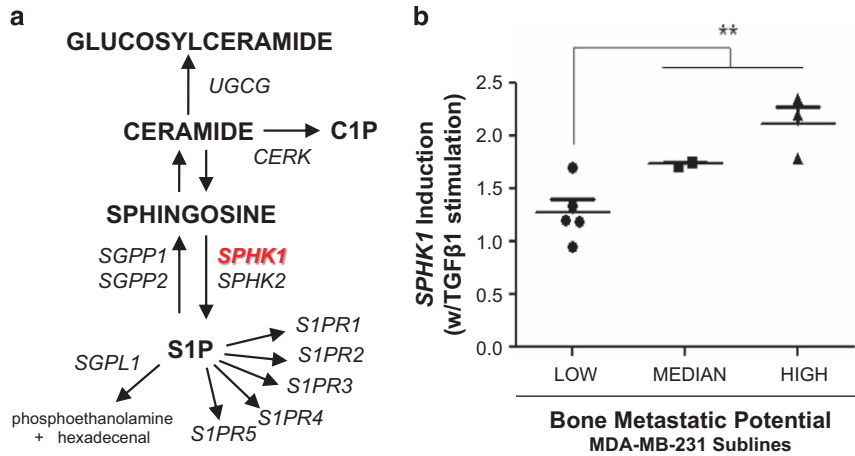 a
GLUCOSYLCERAMIDE
UGCG
CERAMIDE
C1P
CERK
SPHINGOSINE
SGPP1
SPHK1
SGPP2
SPHK2
S1P
S1PR1
S1PR2
S1PR3
S1PR4
S1PR5
SGPL1
phosphoethanolamine
+ hexadecenal
b
**
SPHK1 Induction
(w/TGFβ1 stimulation)
2.5
2.0
1.5
1.0
0.5
0.0
LOW
MEDIAN
HIGH
Bone Metastatic Potential
MDA-MB-231 Sublines